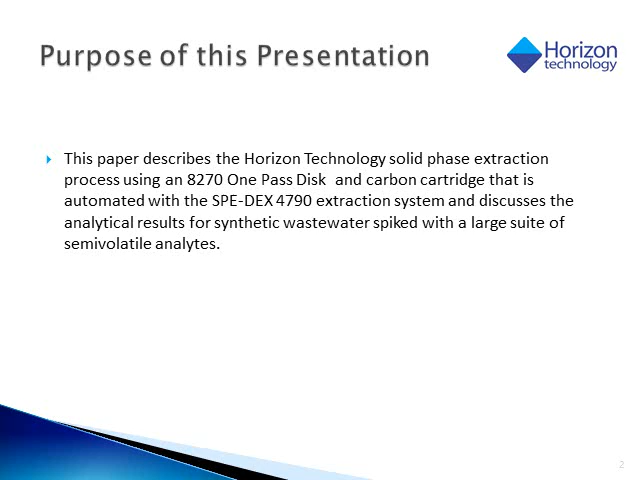 Purpose of this Presentation
Horizon
technology
This paper describes the Horizon Technology solid phase extraction
process using an 8270 One Pass Disk  and carbon cartridge that is
automated with the SPE-DEX 4790 extraction system and discusses the
analytical results for synthetic wastewater spiked with a large suite of
semivolatile analytes.
2